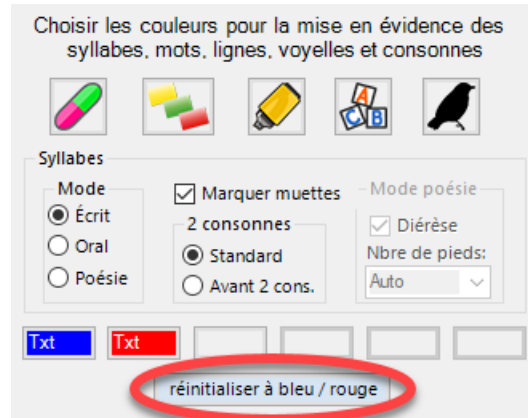 Choisir les couleurs pour la mise en évidence des
syllabes, mots, lignes, voyelles et consonnes
A
C B
Syllabes
Mode
Écrit
Oral
Poésie
Marquer muettes
2 consonnes
Standard
Avant 2 cons.
Mode poésie
Diérèse
Nbre de pieds:
Auto
Txt Txt
réinitialiser à bleu / rouge